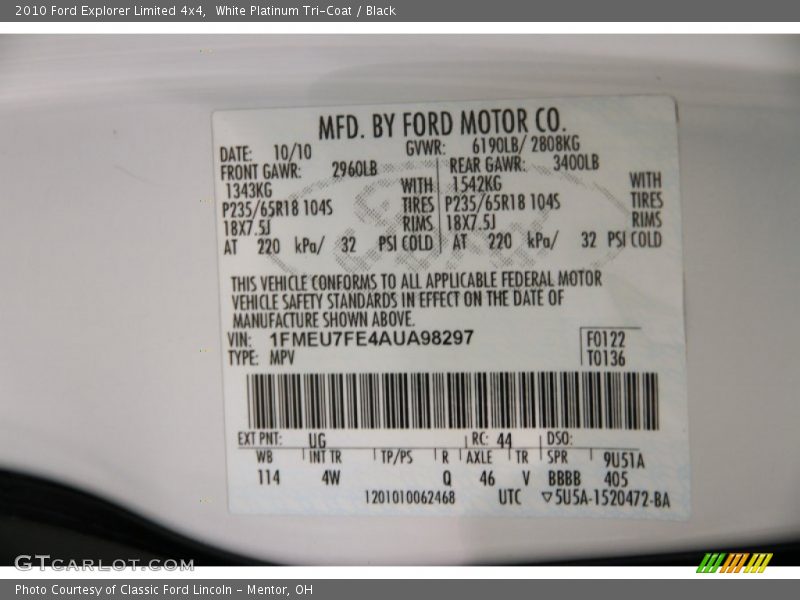 2010 Ford Explorer Limited 4x4, White Platinum Tri-Coat / Black
MFD. BY FORD MOTOR CO.
DATE: 10/10 GVWR: 6190LB/ 2808KG
FRONT GAWR: 2960LB REAR GAWR: 3400LB
1343KG WITH 1542KG WITH
P235/65R18 104S TIRES P235/65R18 104S TIRES
18X7.5J RIMS 18X7.5J RIMS
AT 220 kPa/ 32 PSI COLD AT 220 kPa/ 32 PSI COLD
THIS VEHICLE CONFORMS TO ALL APPLICABLE FEDERAL MOTOR
VEHICLE SAFETY STANDARDS IN EFFECT ON THE DATE OF
MANUFACTURE SHOWN ABOVE.
VIN: 1FMEU7FE4AUA98297 F0122
TYPE: MPV T0136
EXT PNT: UG RC: 44 DSO:
WB INT TR TP/PS R AXLE TR SPR 9U51A
114 4W Q 46 V BBBB 405
1201010062468 UTC ▽5U5A-1520472-BA
GTCARLOT.COM
Photo Courtesy of Classic Ford Lincoln - Mentor, OH